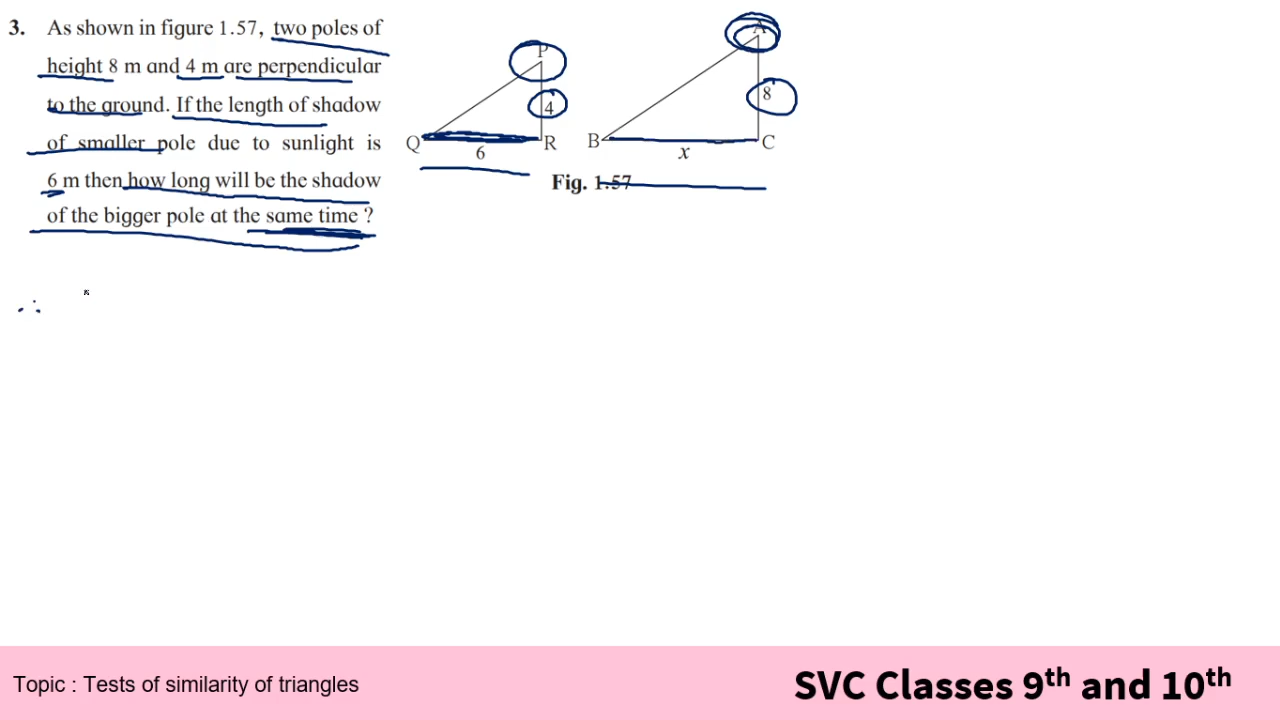 3. As shown in figure 1.57, two poles of
height 8 m and 4 m are perpendicular
to the ground. If the length of shadow
of smaller pole due to sunlight is
6 m then how long will be the shadow
of the bigger pole at the same time ?
P
4
Q
R
6
A
8
B
C
x
Fig. 1.57
∴
Topic : Tests of similarity of triangles
SVC Classes 9th and 10th